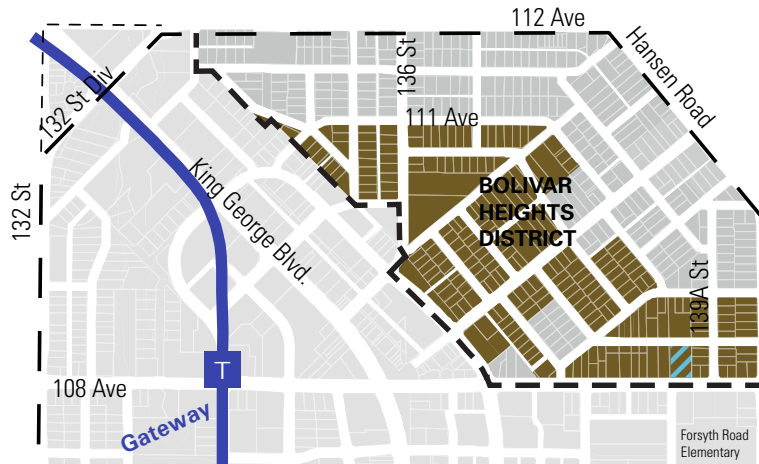 112 Ave
Hansen Road
136 St
132 St Div
111 Ave
King George Blvd.
BOLIVAR
HEIGHTS
DISTRICT
132 St
139A St
T
108 Ave
Gateway
Forsyth Road
Elementary